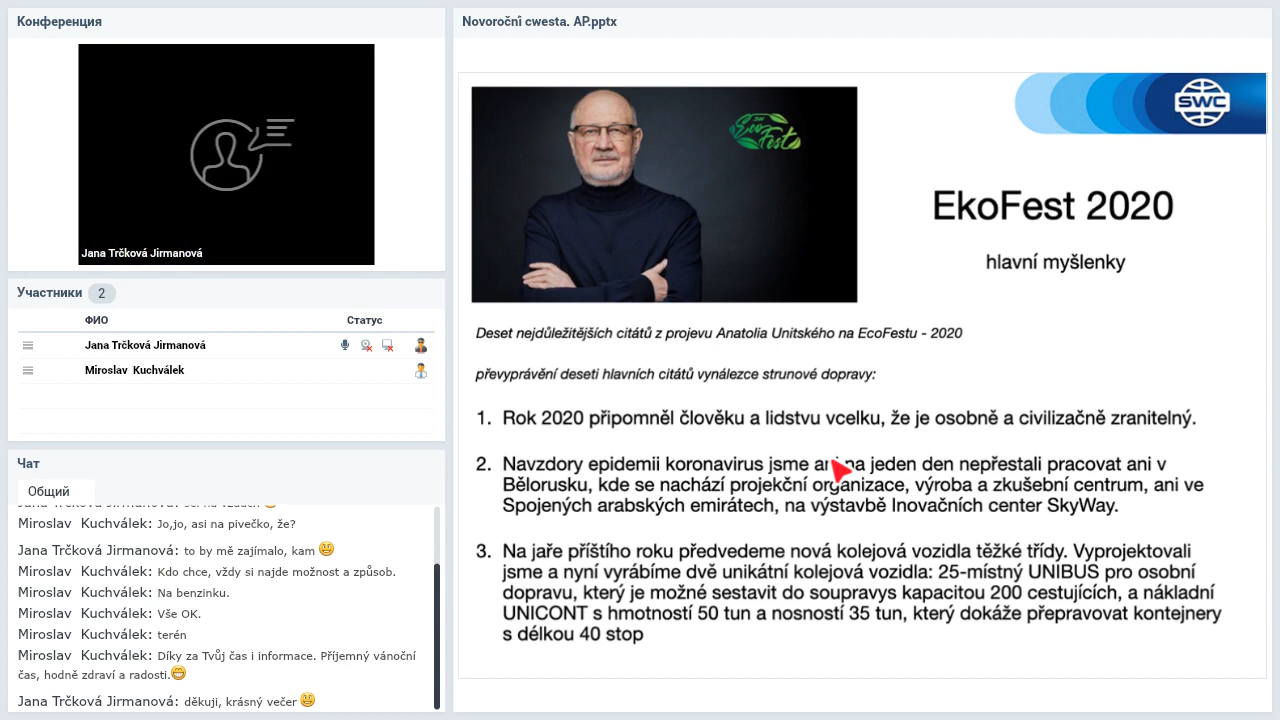 Конференция
Jana Trčková Jirmanová
Участники 2
ФИО Статус
Jana Trčková Jirmanová
Miroslav Kuchválek
Чат
Общий
Miroslav Kuchválek: Jo,jo, asi na pivečko, že?
Jana Trčková Jirmanová: to by mě zajímalo, kam
Miroslav Kuchválek: Kdo chce, vždy si najde možnost a způsob.
Miroslav Kuchválek: Na benzinku.
Miroslav Kuchválek: Vše OK.
Miroslav Kuchválek: terén
Miroslav Kuchválek: Díky za Tvůj čas i informace. Příjemný vánoční
čas, hodně zdraví a radosti.
Jana Trčková Jirmanová: děkuji, krásný večer
Novoroční cwesta. AP.pptx
EcoFest
SWC
EkoFest 2020
hlavní myšlenky
Deset nejdůležitějších citátů z projevu Anatolia Unitského na EcoFestu - 2020
převyprávění deseti hlavních citátů vynálezce strunové dopravy:
1. Rok 2020 připomněl člověku a lidstvu vcelku, že je osobně a civilizačně zranitelný.
2. Navzdory epidemii koronavirus jsme ani na jeden den nepřestali pracovat ani v
Bělorusku, kde se nachází projekční organizace, výroba a zkušební centrum, ani ve
Spojených arabských emirátech, na výstavbě Inovačních center SkyWay.
3. Na jaře příštího roku předvedeme nová kolejová vozidla těžké třídy. Vyprojektovali
jsme a nyní vyrábíme dvě unikátní kolejová vozidla: 25-místný UNIBUS pro osobní
dopravu, který je možné sestavit do soupravys kapacitou 200 cestujících, a nákladní
UNICONT s hmotností 50 tun a nosností 35 tun, který dokáže přepravovat kontejnery
s délkou 40 stop